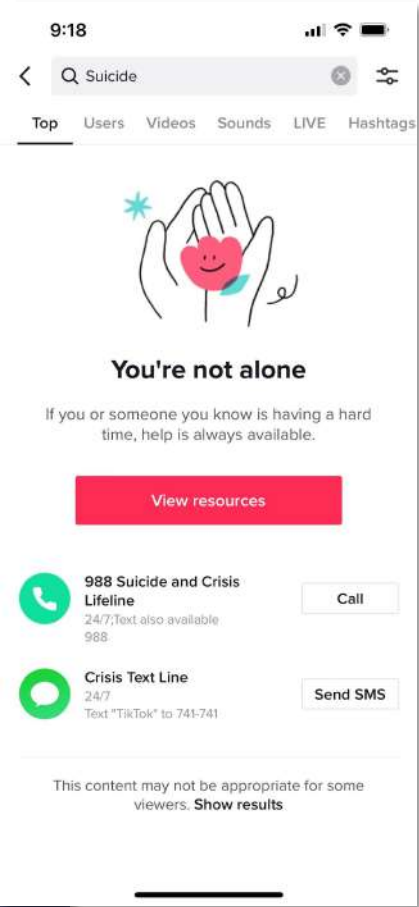 9:18
Suicide
Top Users Videos Sounds LIVE Hashtags
You're not alone
If you or someone you know is having a hard
time, help is always available.
View resources
988 Suicide and Crisis
Lifeline
24/7;Text also available
988
Call
Crisis Text Line
24/7
Text "TikTok" to 741-741
Send SMS
This content may not be appropriate for some
viewers. Show results